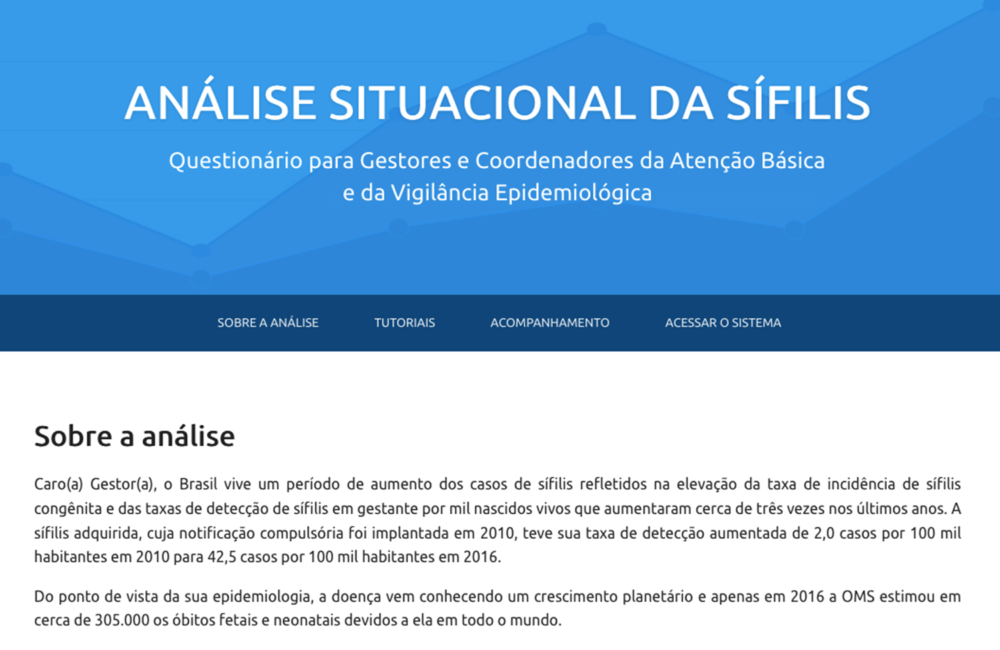 ANÁLISE SITUACIONAL DA SÍFILIS
Questionário para Gestores e Coordenadores da Atenção Básica
e da Vigilância Epidemiológica
SOBRE A ANÁLISE
TUTORIAIS
ACOMPANHAMENTO
ACESSAR O SISTEMA
Sobre a análise
Caro(a) Gestor(a), o Brasil vive um período de aumento dos casos de sífilis refletidos na elevação da taxa de incidência de sífilis
congênita e das taxas de detecção de sífilis em gestante por mil nascidos vivos que aumentaram cerca de três vezes nos últimos anos. A
sífilis adquirida, cuja notificação compulsória foi implantada em 2010, teve sua taxa de detecção aumentada de 2,0 casos por 100 mil
habitantes em 2010 para 42,5 casos por 100 mil habitantes em 2016.
Do ponto de vista da sua epidemiologia, a doença vem conhecendo um crescimento planetário e apenas em 2016 a OMS estimou em
cerca de 305.000 os óbitos fetais e neonatais devidos a ela em todo o mundo.